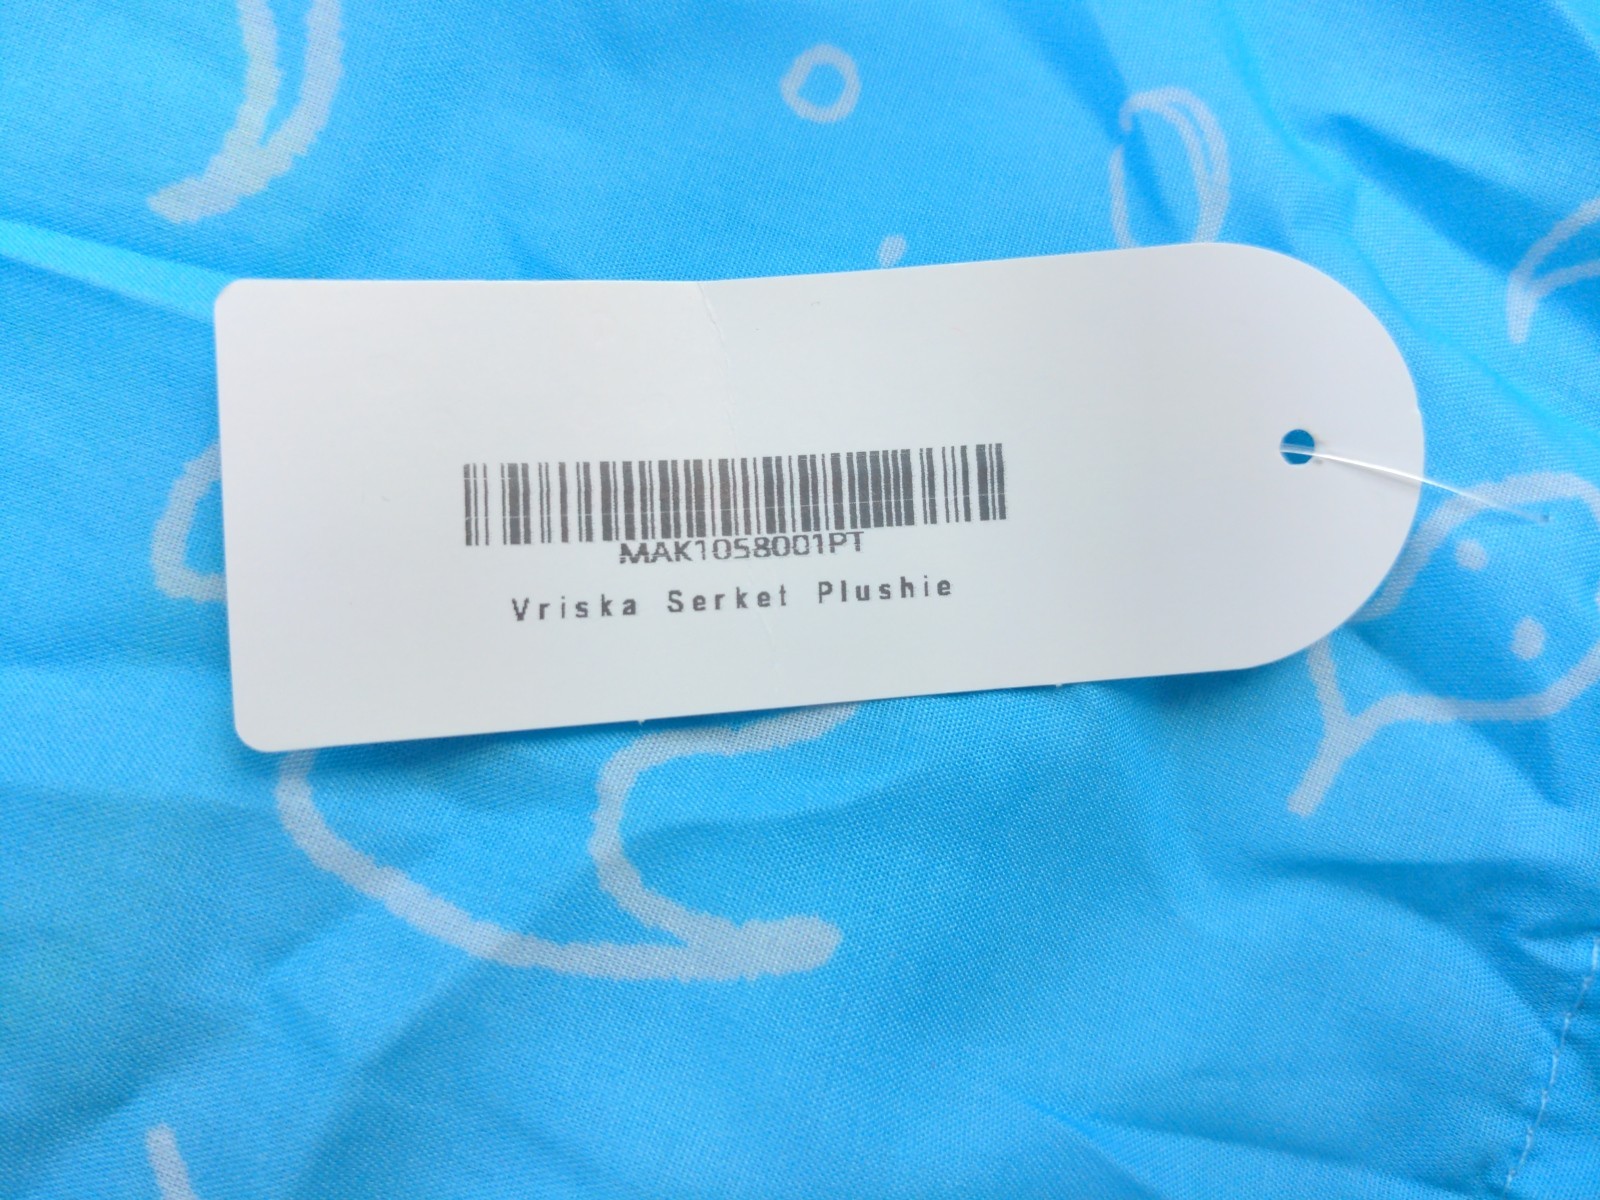 MAK1058001PT
Vriska Serket Plushie